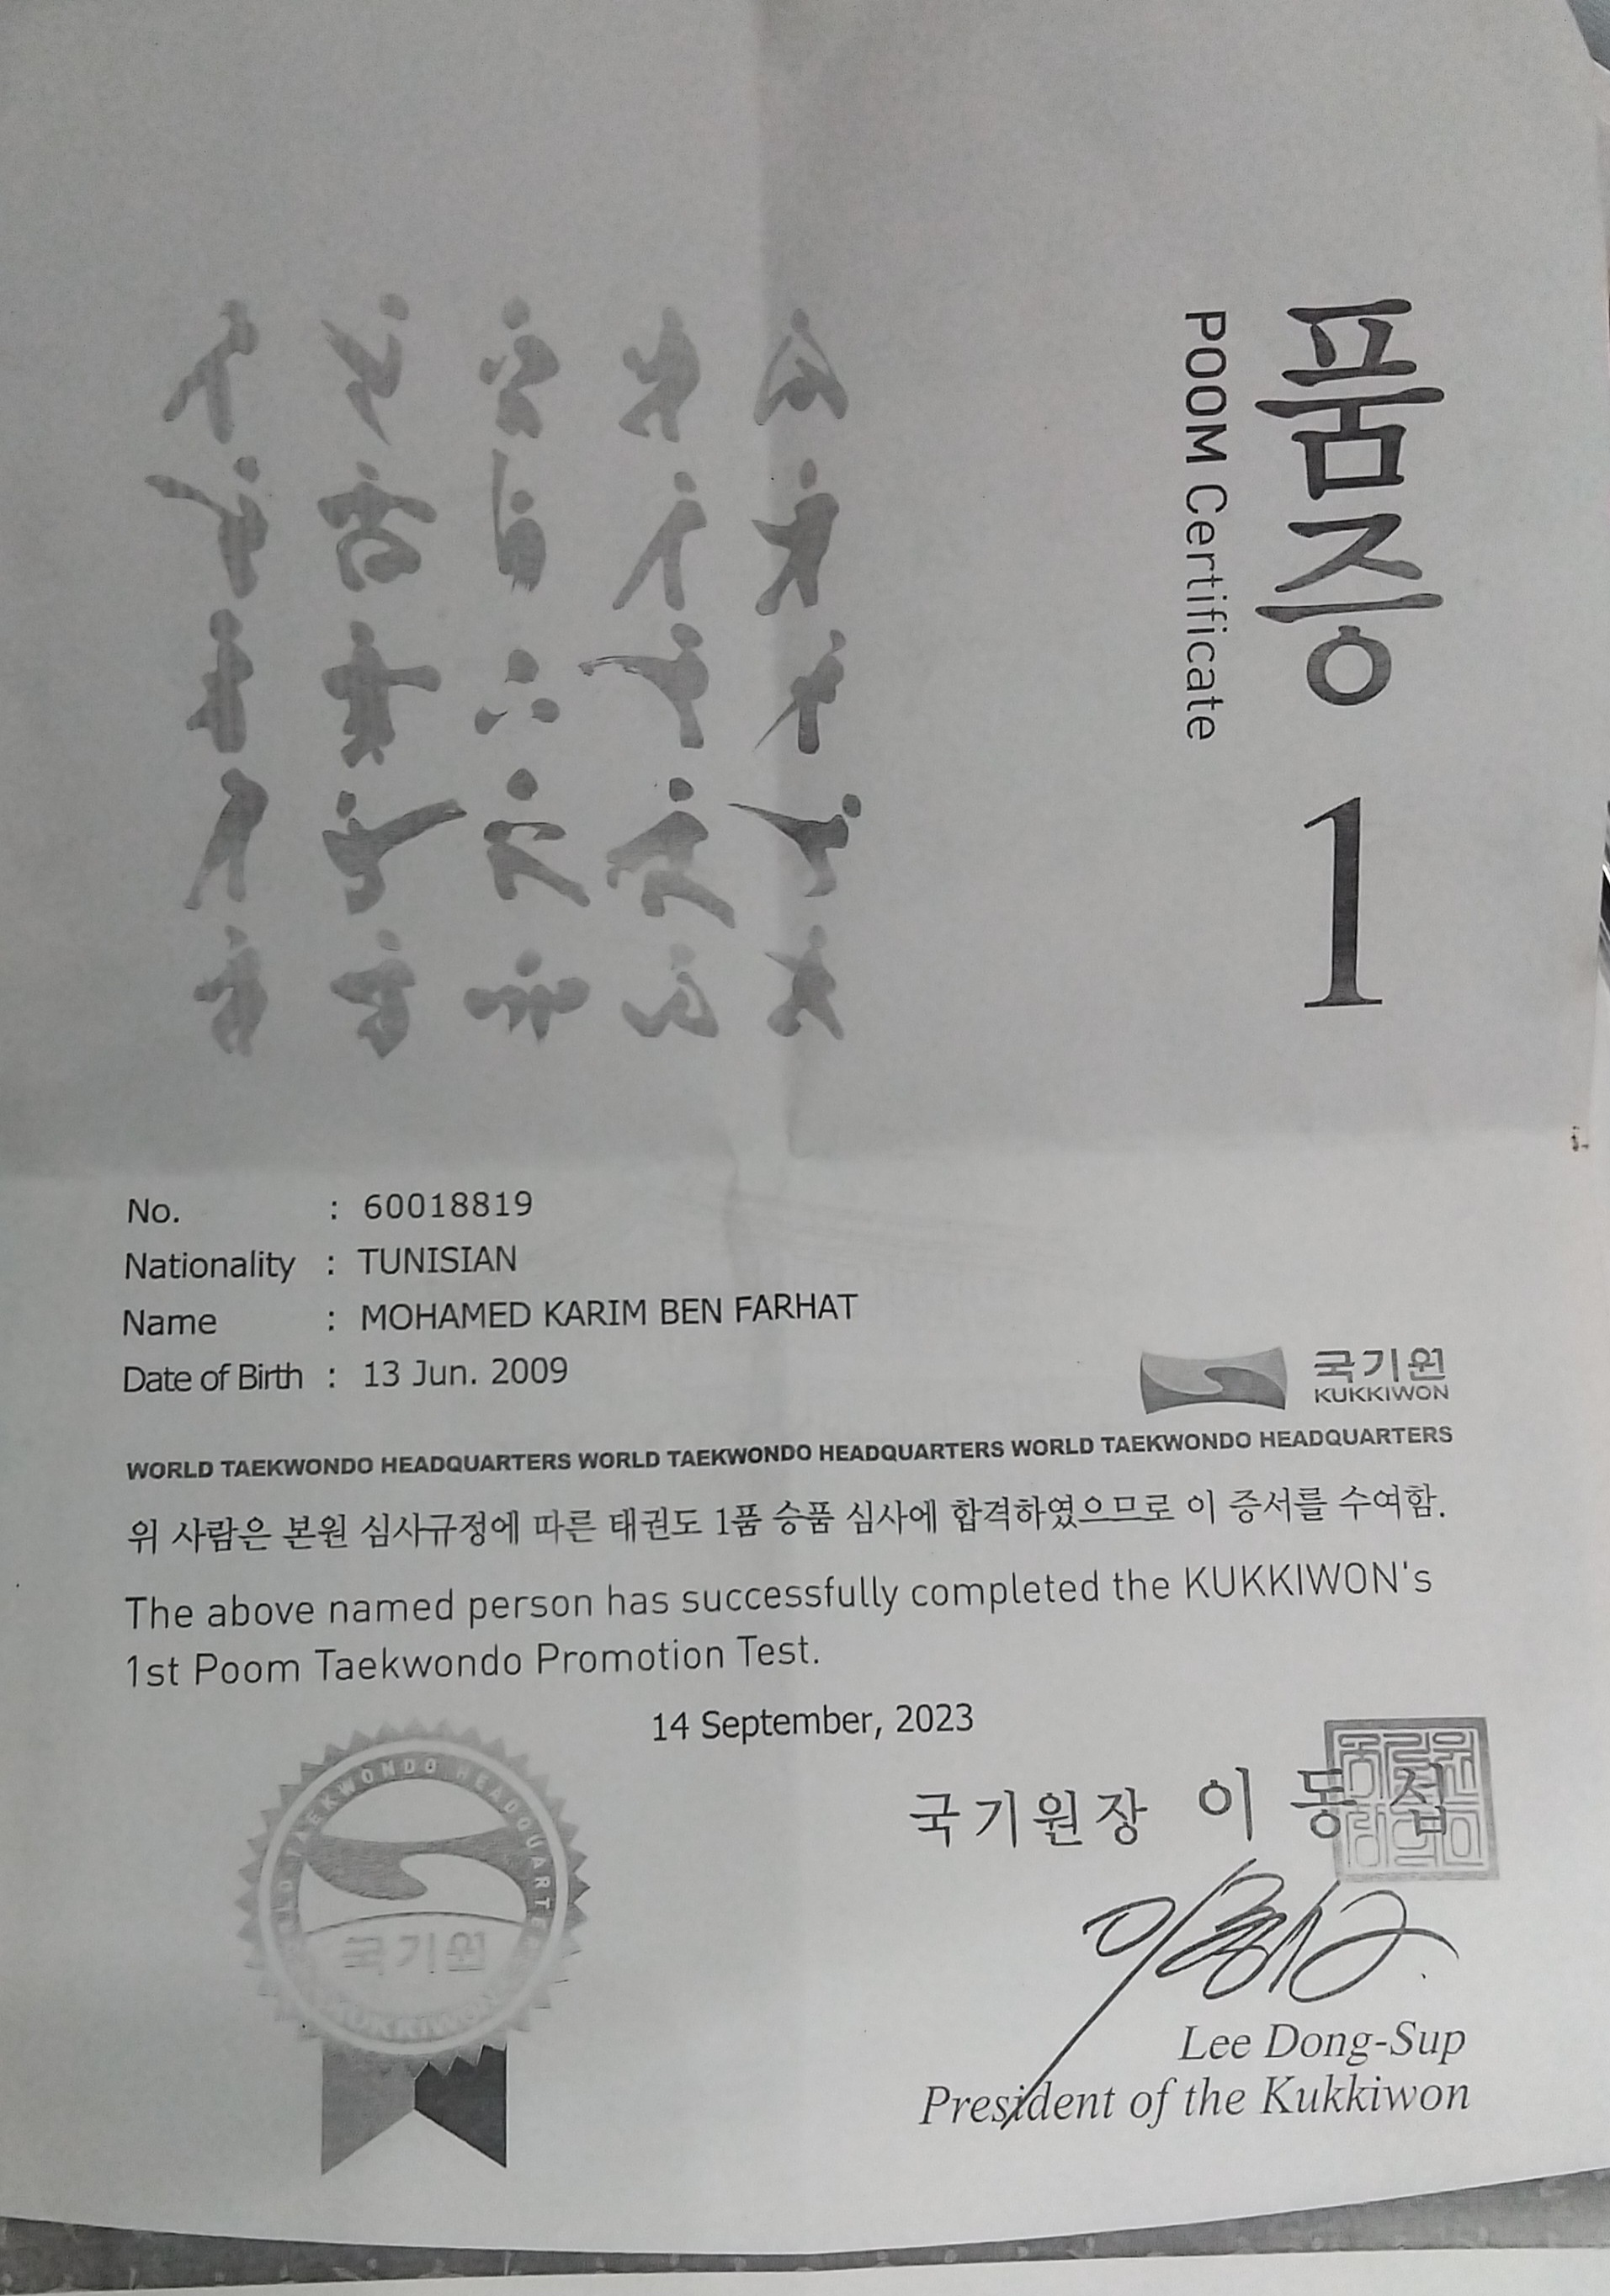 품증 1
POOM Certificate
No. : 60018819
Nationality : TUNISIAN
Name : MOHAMED KARIM BEN FARHAT
Date of Birth : 13 Jun. 2009
국기원
KUKKIWON
WORLD TAEKWONDO HEADQUARTERS WORLD TAEKWONDO HEADQUARTERS WORLD TAEKWONDO HEADQUARTERS
위 사람은 본원 심사규정에 따른 태권도 1품 승품 심사에 합격하였으므로 이 증서를 수여함.
The above named person has successfully completed the KUKKIWON's
1st Poom Taekwondo Promotion Test.
14 September, 2023
WORLD TAEKWONDO HEADQUARTERS
국기원
KUKKIWON
국기원장 이동섭
Lee Dong-Sup
President of the Kukkiwon